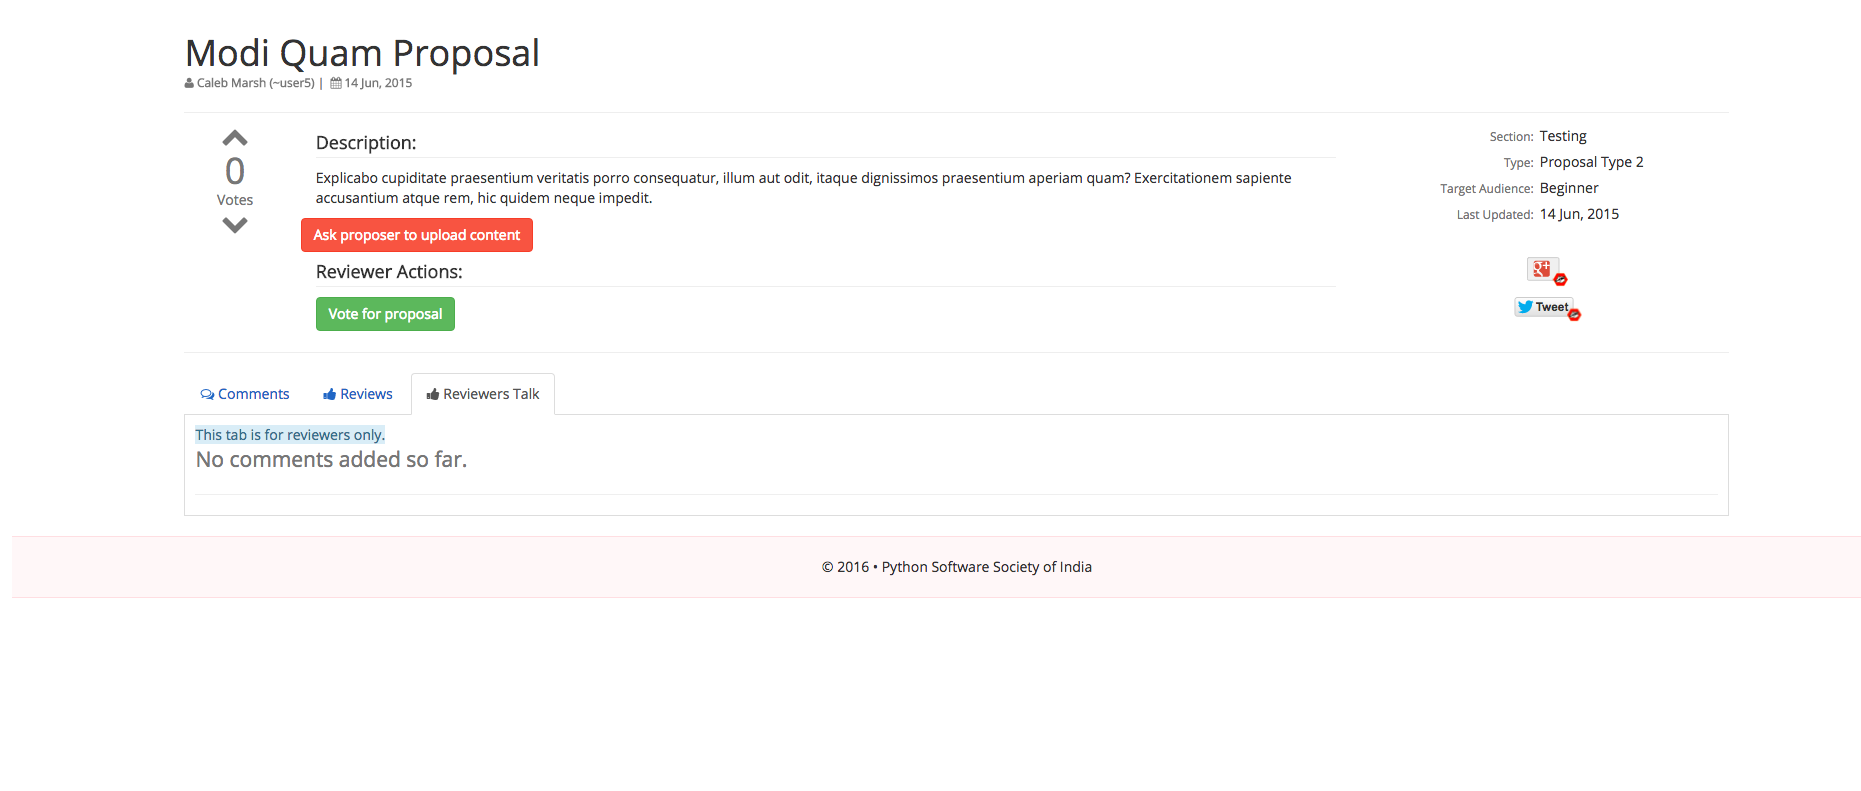 Modi Quam Proposal
Caleb Marsh (~user5) | 14 Jun, 2015
0
Votes
Description:
Explicabo cupiditate praesentium veritatis porro consequatur, illum aut odit, itaque dignissimos praesentium aperiam quam? Exercitationem sapiente
accusantium atque rem, hic quidem neque impedit.
Ask proposer to upload content
Reviewer Actions:
Vote for proposal
Section: Testing
Type: Proposal Type 2
Target Audience: Beginner
Last Updated: 14 Jun, 2015
g+
Tweet
Comments Reviews Reviewers Talk
This tab is for reviewers only.
No comments added so far.
© 2016 • Python Software Society of India